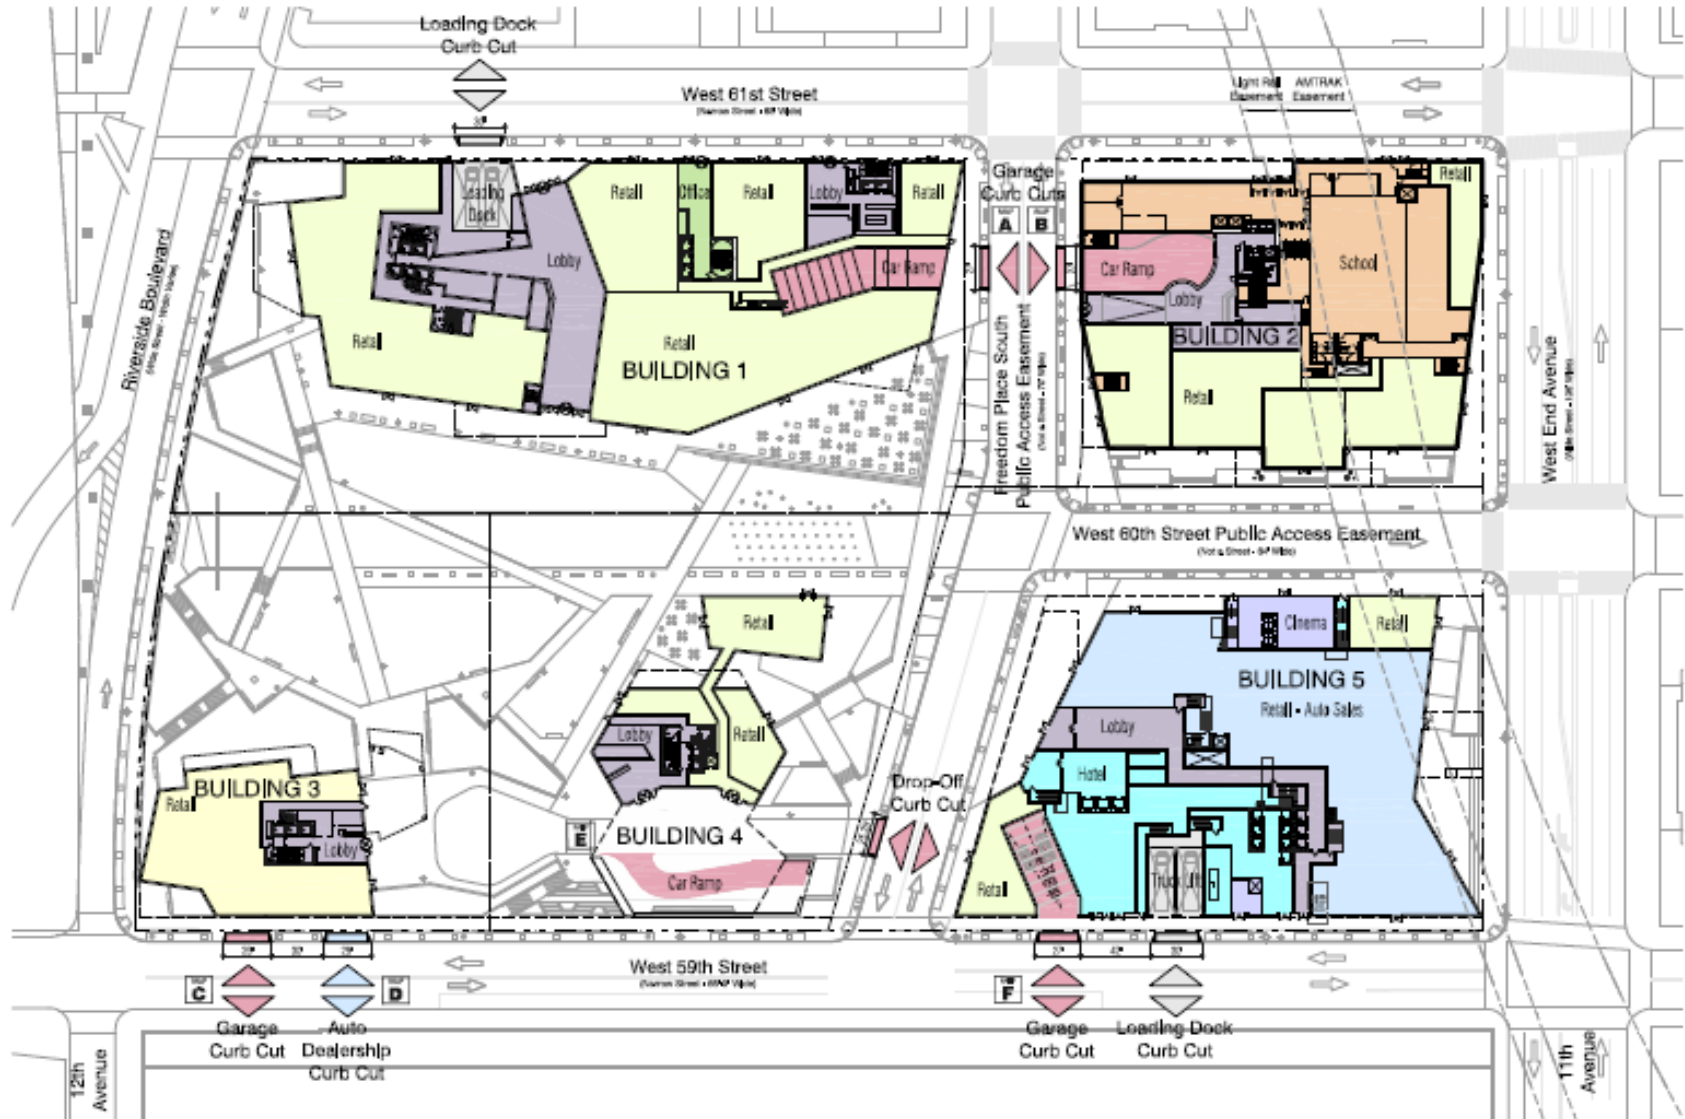 Loading Dock
Curb Cut
West 61st Street
Light Rail
Easement
AMTRAK
Easement
Riverside Boulevard
Loading
Dock
Retail
Office
Retail
Lobby
Retail
Lobby
Car Ramp
Retail
Retail
BUILDING 1
Garage
Curb Cuts
A
B
Freedom Place South
Public Access Easement
Retail
School
Car Ramp
Lobby
BUILDING 2
Retail
West End Avenue
West 60th Street Public Access Easement
Retail
Lobby
Retail
BUILDING 4
Car Ramp
E
BUILDING 3
Retail
Lobby
Drop-Off
Curb Cut
Cinema
Retail
BUILDING 5
Retail - Auto Sales
Lobby
Hotel
Retail
Truck Lift
West 59th Street
C
D
F
Garage
Curb Cut
Auto
Dealership
Curb Cut
Garage
Curb Cut
Loading Dock
Curb Cut
12th
Avenue
11th
Avenue